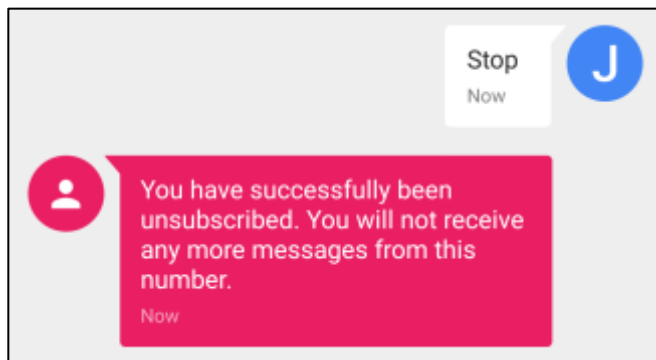 Stop
Now
J
You have successfully been
unsubscribed. You will not receive
any more messages from this
number.
Now